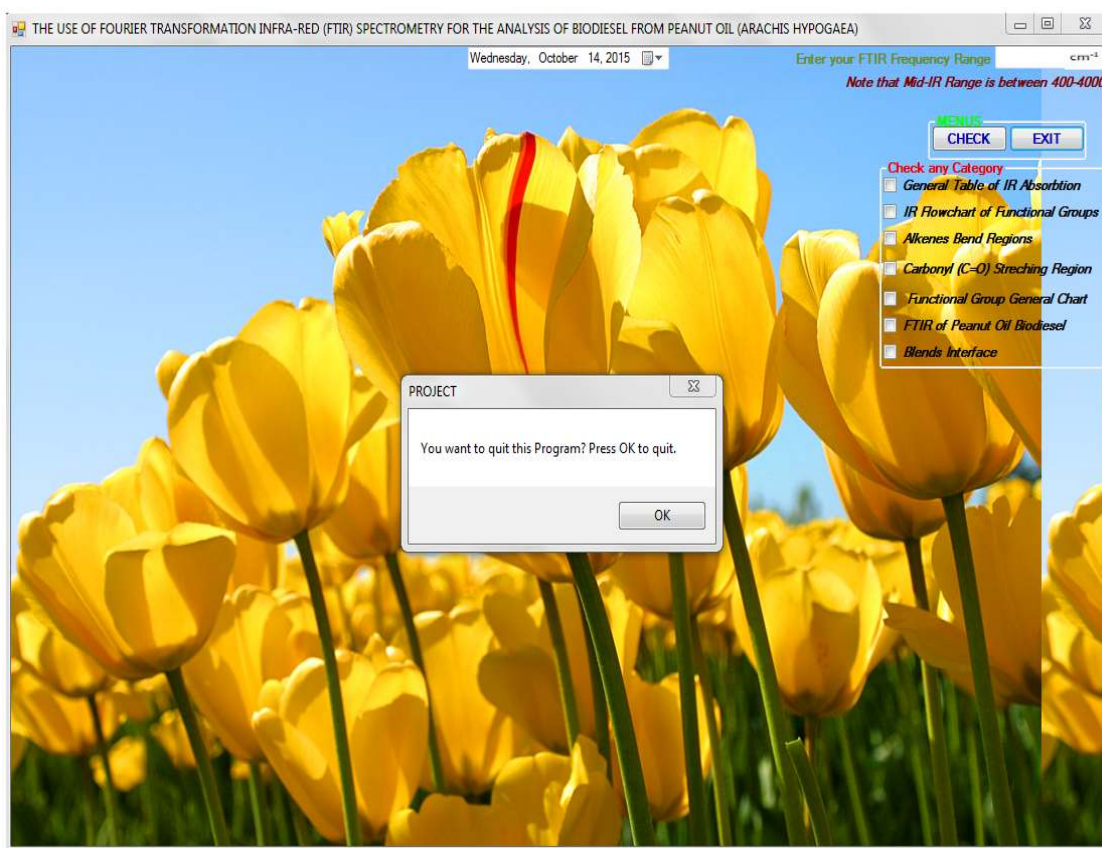 THE USE OF FOURIER TRANSFORMATION INFRA-RED (FTIR) SPECTROMETRY FOR THE ANALYSIS OF BIODIESEL FROM PEANUT OIL (ARACHIS HYPOGAEA)
Wednesday, October 14, 2015
Enter your FTIR Frequency Range cm⁻¹
Note that Mid-IR Range is between 400-4000
MENUS
CHECK EXIT
Check any Category
General Table of IR Absorbtion
IR Flowchart of Functional Groups
Alkenes Bend Regions
Carbonyl (C=O) Streching Region
Functional Group General Chart
FTIR of Peanut Oil Biodiesel
Blends Interface
PROJECT
You want to quit this Program? Press OK to quit.
OK